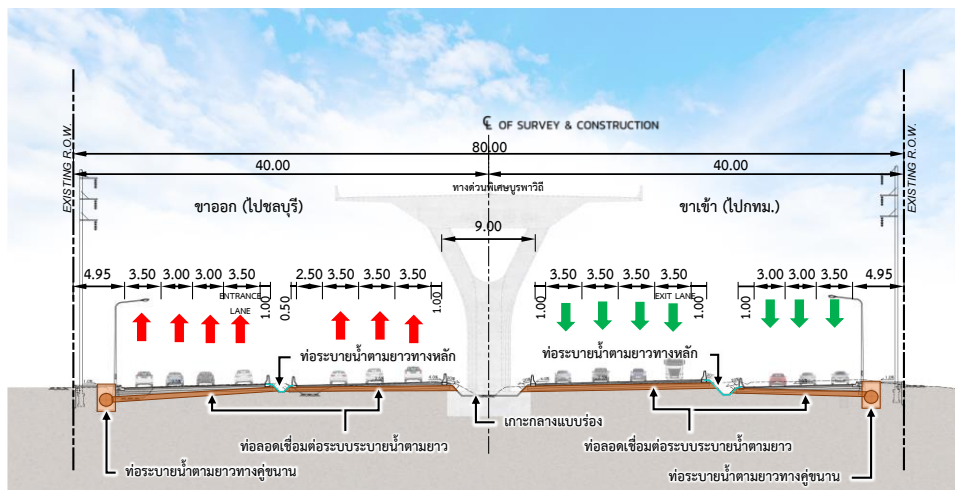 ℄ OF SURVEY & CONSTRUCTION
80.00
40.00
40.00
EXISTING R.O.W.
EXISTING R.O.W.
ทางด่วนพิเศษบูรพาวิถี
ขาออก (ไปชลบุรี)
ขาเข้า (ไปกทม.)
9.00
4.95 3.50 3.00 3.00 3.50 1.00 0.50 2.50 3.50 3.50 3.50 1.00
1.00 3.50 3.50 3.50 3.50 1.00 1.00 3.00 3.00 3.50 4.95
ENTRANCE
LANE
EXIT LANE
ท่อระบายน้ำตามยาวทางหลัก
ท่อระบายน้ำตามยาวทางหลัก
เกาะกลางแบบร่อง
ท่อลอดเชื่อมต่อระบบระบายน้ำตามยาว
ท่อลอดเชื่อมต่อระบบระบายน้ำตามยาว
ท่อระบายน้ำตามยาวทางคู่ขนาน
ท่อระบายน้ำตามยาวทางคู่ขนาน